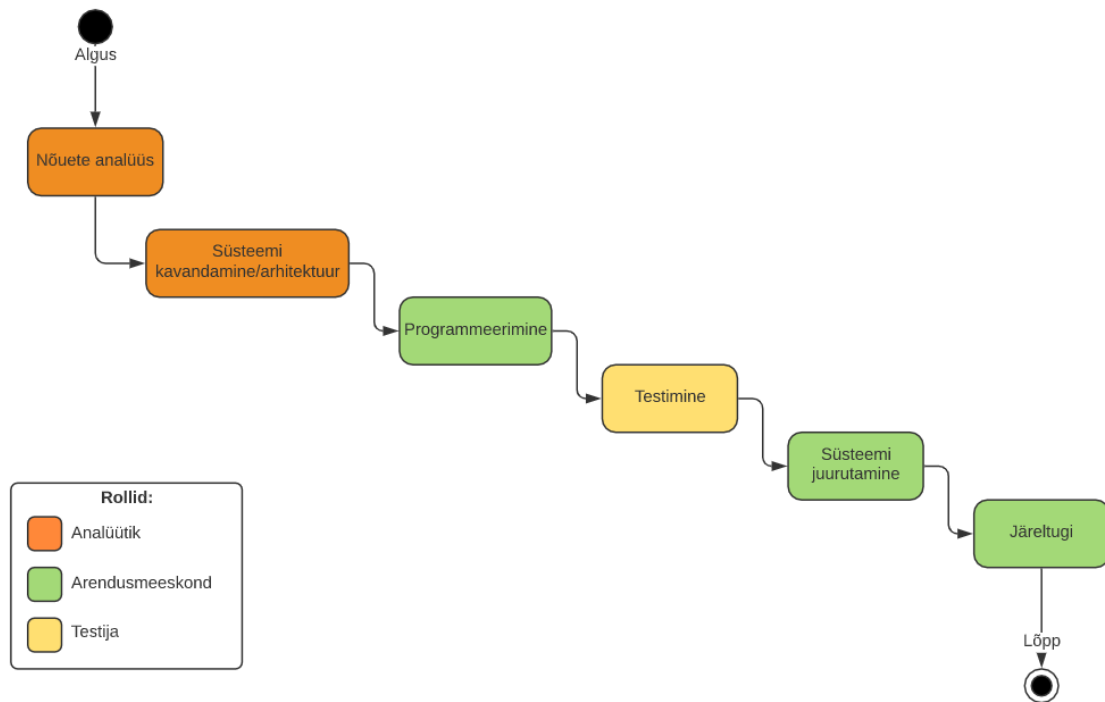 Algus
Nõuete analüüs
Süsteemi
kavandamine/arhitektuur
Programmeerimine
Testimine
Süsteemi
juurutamine
Järeltugi
Lõpp
Rollid:
Analüütik
Arendusmeeskond
Testija